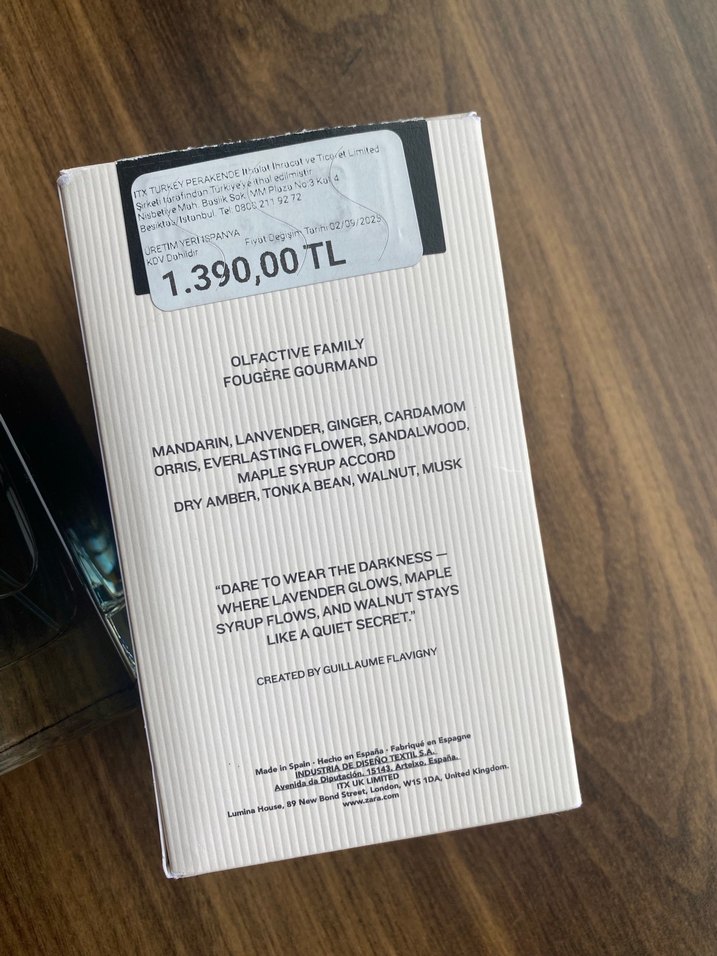 ITX TURKEY PERAKENDE İthalat İhracat ve Ticaret Limited
Şirketi tarafından Türkiye'ye ithal edilmiştir
Nisbetiye Mah. Başlık Sok. MM Plaza No:3 Kat 4
Beşiktaş/İstanbul. Tel: 0800 211 92 72
ÜRETİM YERİ İSPANYA
Fiyat Değişim Tarihi 02/09/2025
KDV Dahildir
1.390,00 TL
OLFACTIVE FAMILY
FOUGÈRE GOURMAND
MANDARIN, LANVENDER, GINGER, CARDAMOM
ORRIS, EVERLASTING FLOWER, SANDALWOOD,
MAPLE SYRUP ACCORD
DRY AMBER, TONKA BEAN, WALNUT, MUSK
“DARE TO WEAR THE DARKNESS —
WHERE LAVENDER GLOWS, MAPLE
SYRUP FLOWS, AND WALNUT STAYS
LIKE A QUIET SECRET.”
CREATED BY GUILLAUME FLAVIGNY
Made in Spain · Hecho en España · Fabriqué en Espagne
INDUSTRIA DE DISEÑO TEXTIL S.A.
Avenida da Diputación, 15143, Arteixo, España.
ITX UK LIMITED
Lumina House, 89 New Bond Street, London, W1S 1DA, United Kingdom.
www.zara.com